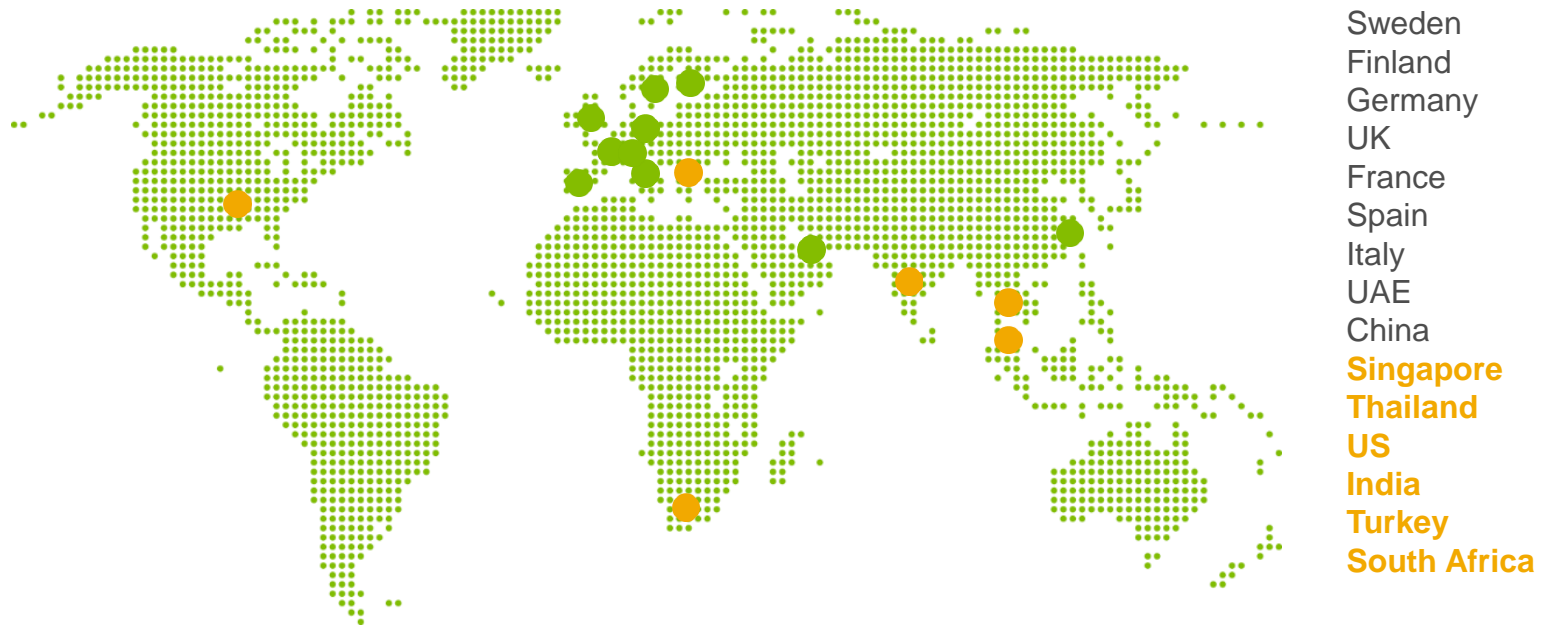 Sweden
Finland
Germany
UK
France
Spain
Italy
UAE
China
Singapore
Thailand
US
India
Turkey
South Africa